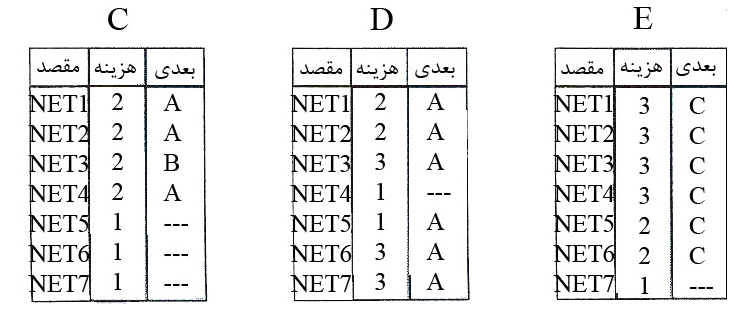 C D E
مقصد هزینه بعدی مقصد هزینه بعدی مقصد هزینه بعدی
NET1 2 A NET1 2 A NET1 3 C
NET2 2 A NET2 2 A NET2 3 C
NET3 2 B NET3 3 A NET3 3 C
NET4 2 A NET4 1 --- NET4 3 C
NET5 1 --- NET5 1 A NET5 2 C
NET6 1 --- NET6 3 A NET6 2 C
NET7 1 --- NET7 3 A NET7 1 ---